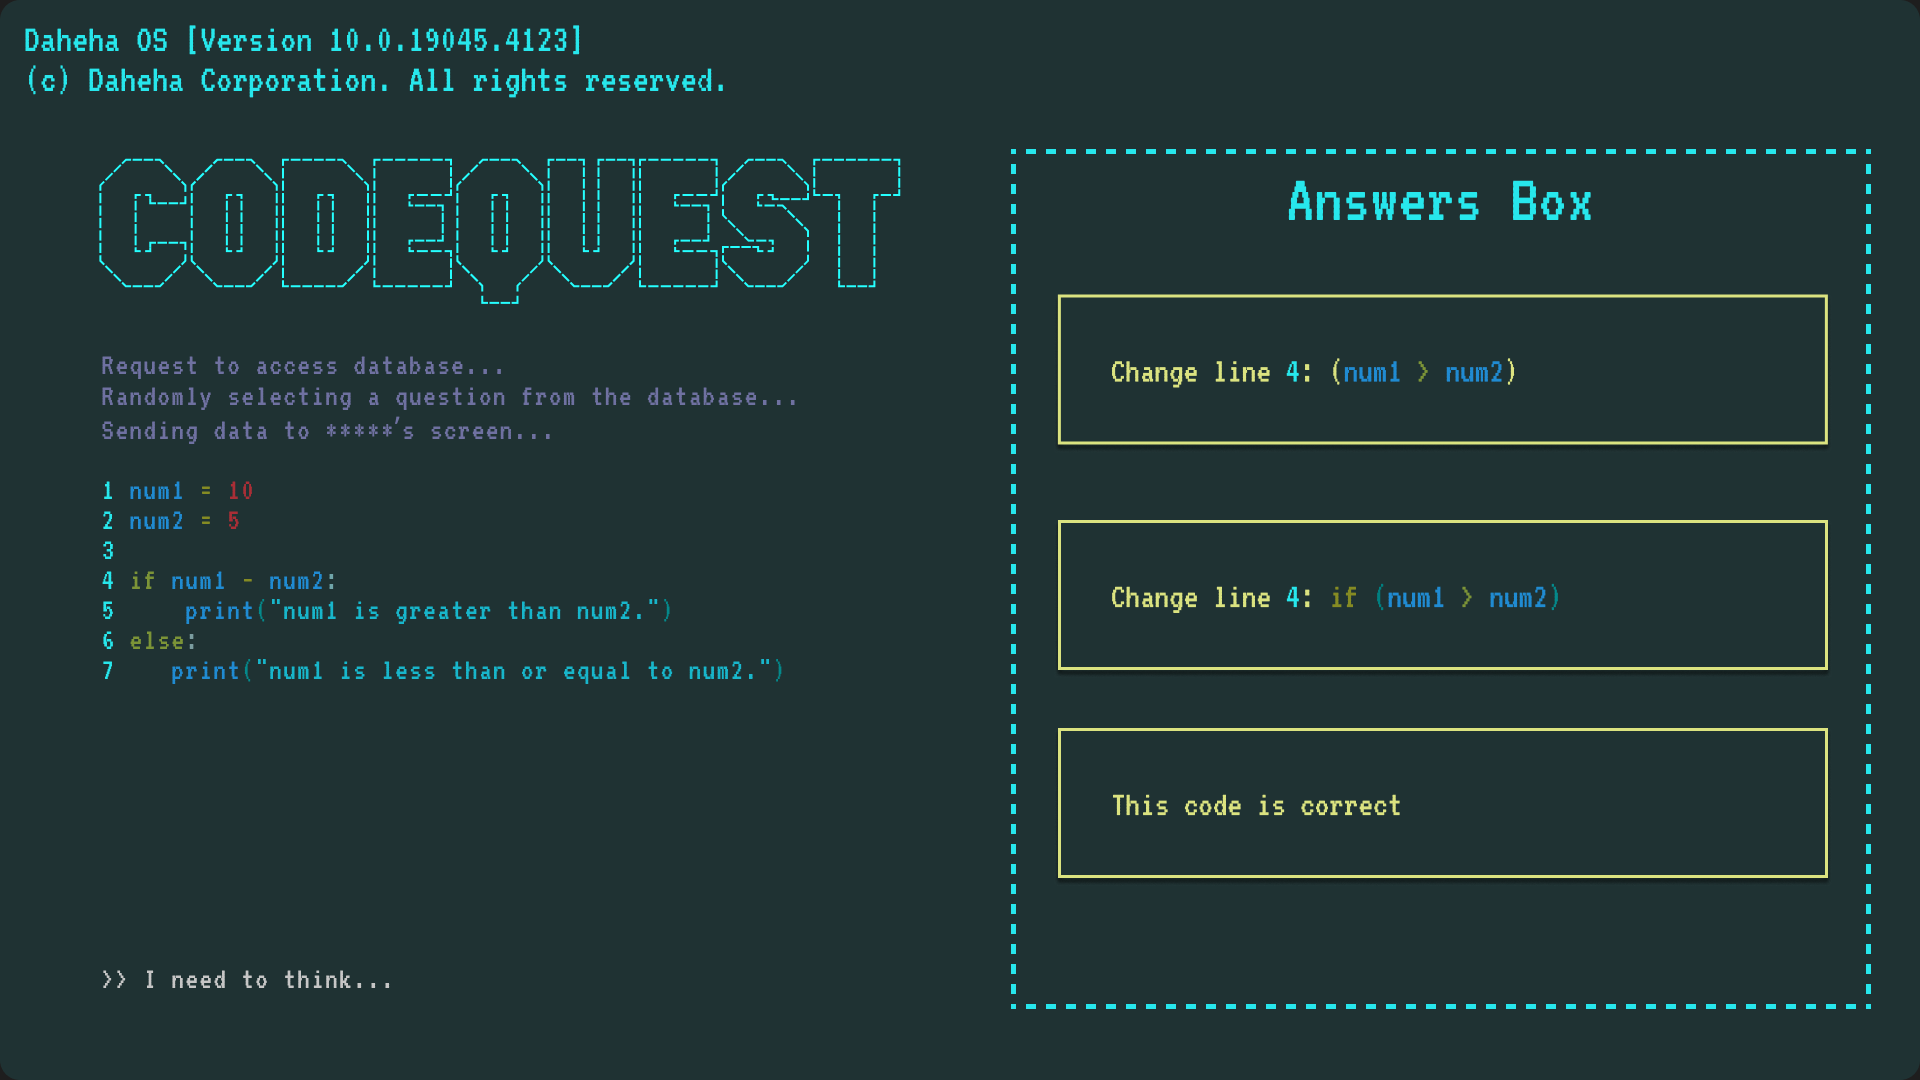 Daheha OS [Version 10.0.19045.4123]
(c) Daheha Corporation. All rights reserved.
CODEQUEST
Request to access database...
Randomly selecting a question from the database...
Sending data to *****'s screen...
1 num1 = 10
2 num2 = 5
3
4 if num1 - num2:
5     print("num1 is greater than num2.")
6 else:
7    print("num1 is less than or equal to num2.")
>> I need to think...
Answers Box
Change line 4: (num1 > num2)
Change line 4: if (num1 > num2)
This code is correct